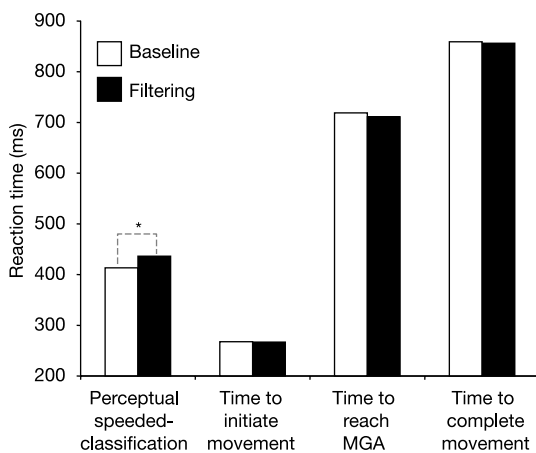 Reaction time (ms)
900
800
700
600
500
400
300
200
Baseline
Filtering
*
Perceptual
speeded-
classification
Time to
initiate
movement
Time to
reach
MGA
Time to
complete
movement